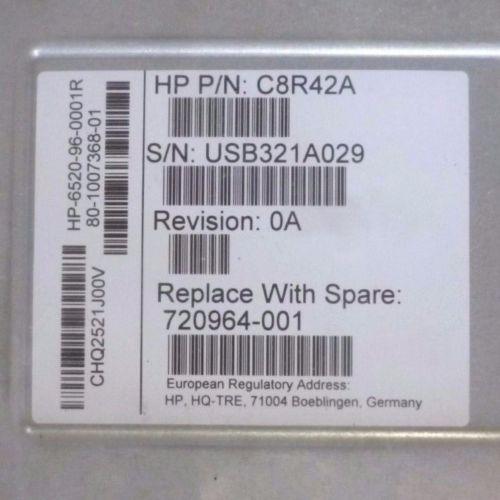 HP P/N: C8R42A
S/N: USB321A029
Revision: 0A
Replace With Spare:
720964-001
European Regulatory Address:
HP, HQ-TRE, 71004 Boeblingen, Germany
HP-6520-96-0001R
80-1007368-01
CHQ2521J00V